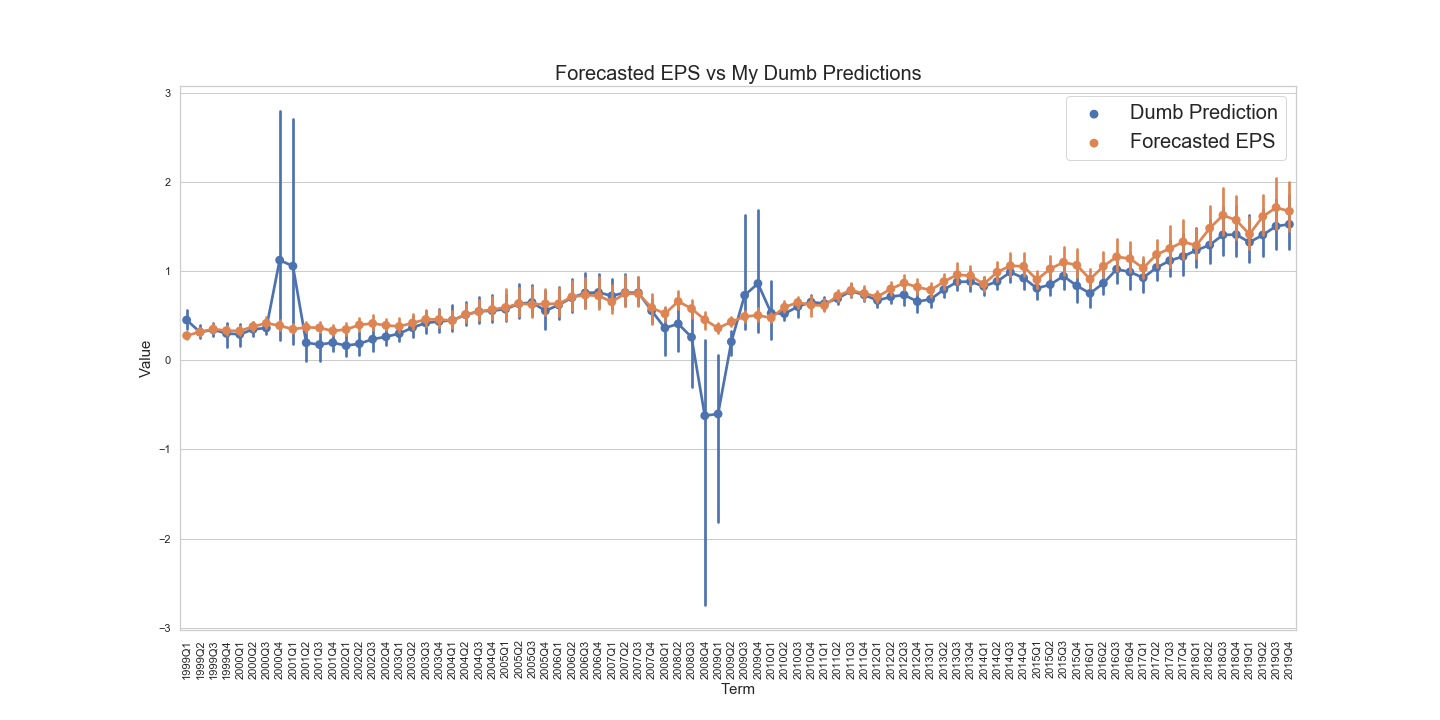 Forecasted EPS vs My Dumb Predictions
Dumb Prediction
Forecasted EPS
3
2
1
0
−1
−2
−3
Value
1999Q1
1999Q2
1999Q3
1999Q4
2000Q1
2000Q2
2000Q3
2000Q4
2001Q1
2001Q2
2001Q3
2001Q4
2002Q1
2002Q2
2002Q3
2002Q4
2003Q1
2003Q2
2003Q3
2003Q4
2004Q1
2004Q2
2004Q3
2004Q4
2005Q1
2005Q2
2005Q3
2005Q4
2006Q1
2006Q2
2006Q3
2006Q4
2007Q1
2007Q2
2007Q3
2007Q4
2008Q1
2008Q2
2008Q3
2008Q4
2009Q1
2009Q2
2009Q3
2009Q4
2010Q1
2010Q2
2010Q3
2010Q4
2011Q1
2011Q2
2011Q3
2011Q4
2012Q1
2012Q2
2012Q3
2012Q4
2013Q1
2013Q2
2013Q3
2013Q4
2014Q1
2014Q2
2014Q3
2014Q4
2015Q1
2015Q2
2015Q3
2015Q4
2016Q1
2016Q2
2016Q3
2016Q4
2017Q1
2017Q2
2017Q3
2017Q4
2018Q1
2018Q2
2018Q3
2018Q4
2019Q1
2019Q2
2019Q3
2019Q4
Term